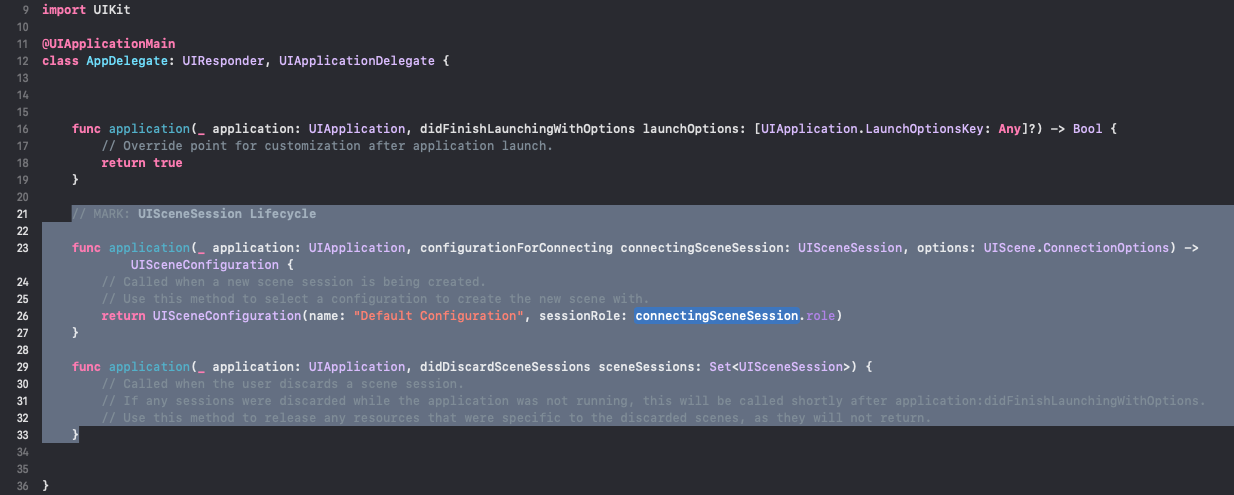 9 import UIKit
10
11 @UIApplicationMain
12 class AppDelegate: UIResponder, UIApplicationDelegate {
13
14
15
16     func application(_ application: UIApplication, didFinishLaunchingWithOptions launchOptions: [UIApplication.LaunchOptionsKey: Any]?) -> Bool {
17         // Override point for customization after application launch.
18         return true
19     }
20
21     // MARK: UISceneSession Lifecycle
22
23     func application(_ application: UIApplication, configurationForConnecting connectingSceneSession: UISceneSession, options: UIScene.ConnectionOptions) ->
            UISceneConfiguration {
24         // Called when a new scene session is being created.
25         // Use this method to select a configuration to create the new scene with.
26         return UISceneConfiguration(name: "Default Configuration", sessionRole: connectingSceneSession.role)
27     }
28
29     func application(_ application: UIApplication, didDiscardSceneSessions sceneSessions: Set<UISceneSession>) {
30         // Called when the user discards a scene session.
31         // If any sessions were discarded while the application was not running, this will be called shortly after application:didFinishLaunchingWithOptions.
32         // Use this method to release any resources that were specific to the discarded scenes, as they will not return.
33     }
34
35
36 }